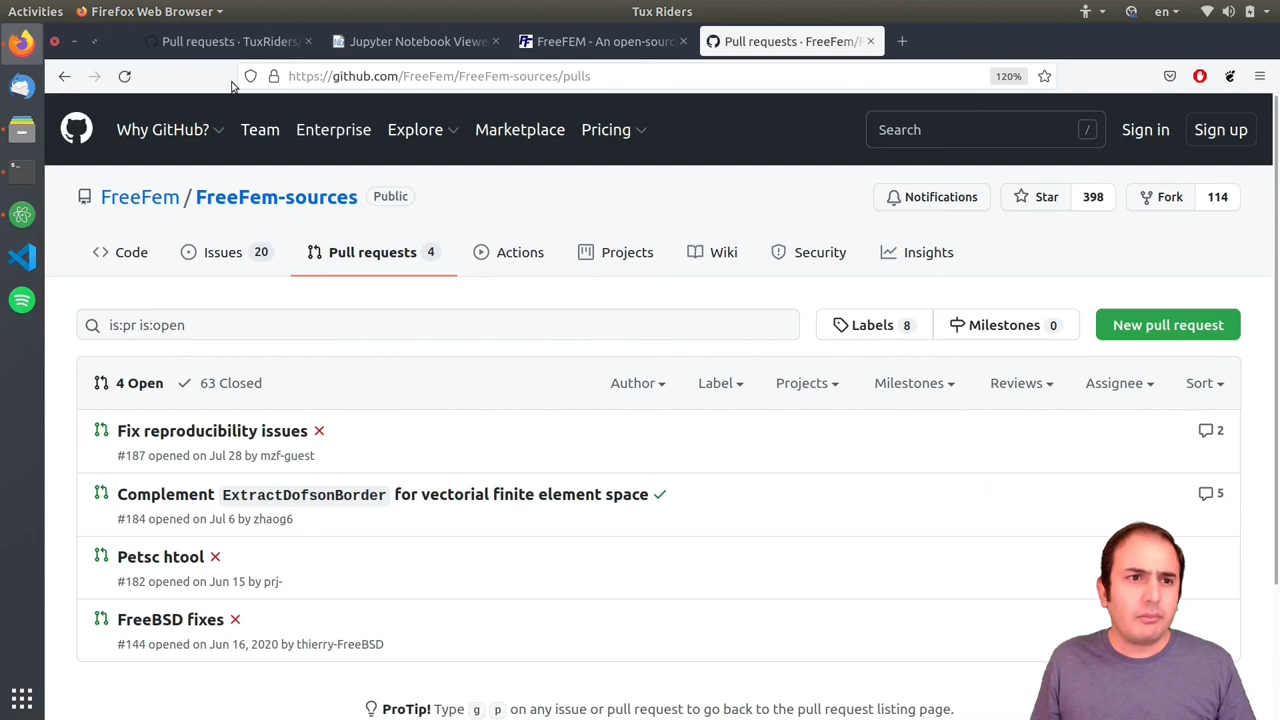 Activities Firefox Web Browser Tux Riders en
Pull requests · TuxRiders/ Jupyter Notebook Viewe FreeFEM - An open-sourc Pull requests · FreeFem/F
https://github.com/FreeFem/FreeFem-sources/pulls 120%
Why GitHub? Team Enterprise Explore Marketplace Pricing Search / Sign in Sign up
FreeFem / FreeFem-sources Public Notifications Star 398 Fork 114
Code Issues 20 Pull requests 4 Actions Projects Wiki Security Insights
is:pr is:open Labels 8 Milestones 0 New pull request
4 Open 63 Closed Author Label Projects Milestones Reviews Assignee Sort
Fix reproducibility issues 2
#187 opened on Jul 28 by mzf-guest
Complement ExtractDofsonBorder for vectorial finite element space 5
#184 opened on Jul 6 by zhaog6
Petsc htool
#182 opened on Jun 15 by prj-
FreeBSD fixes
#144 opened on Jun 16, 2020 by thierry-FreeBSD
ProTip! Type g p on any issue or pull request to go back to the pull request listing page.